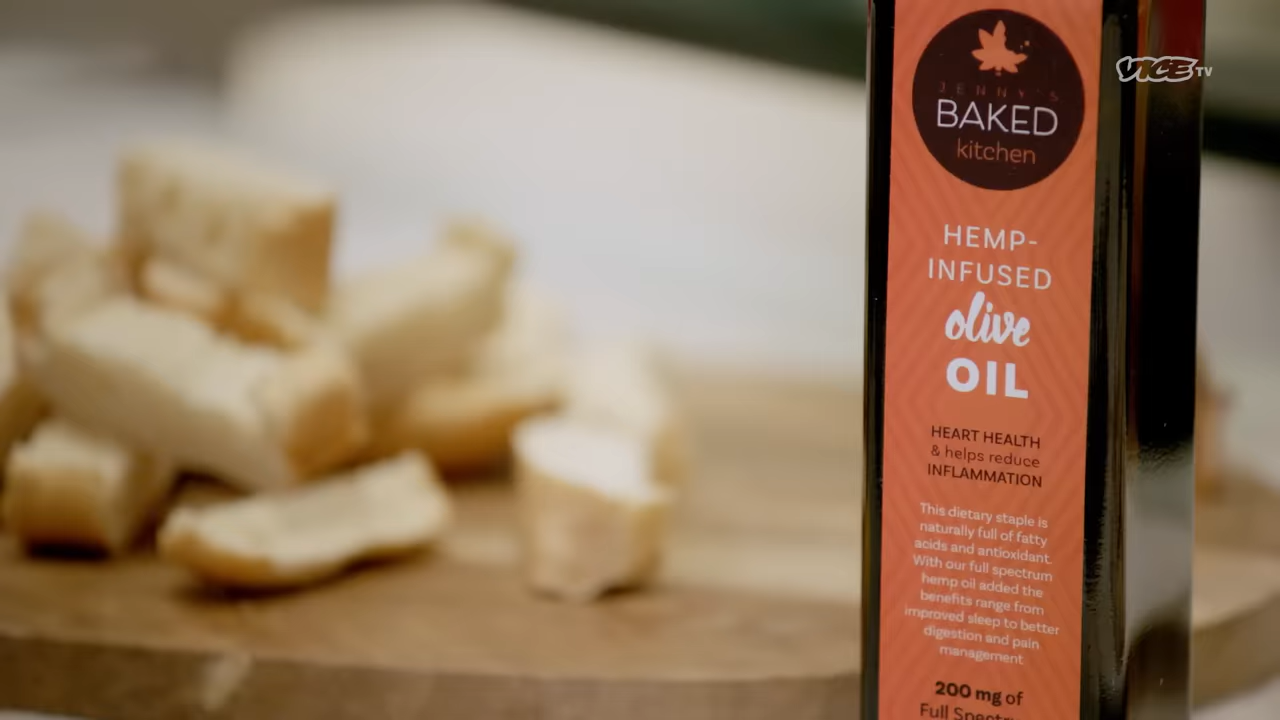 VICE TV
JENNY'S
BAKED
kitchen
HEMP-
INFUSED
olive
OIL
HEART HEALTH
& helps reduce
INFLAMMATION
This dietary staple is
naturally full of fatty
acids and antioxidant.
With our full spectrum
hemp oil added the
benefits range from
improved sleep to better
digestion and pain
management
200 mg of
Full